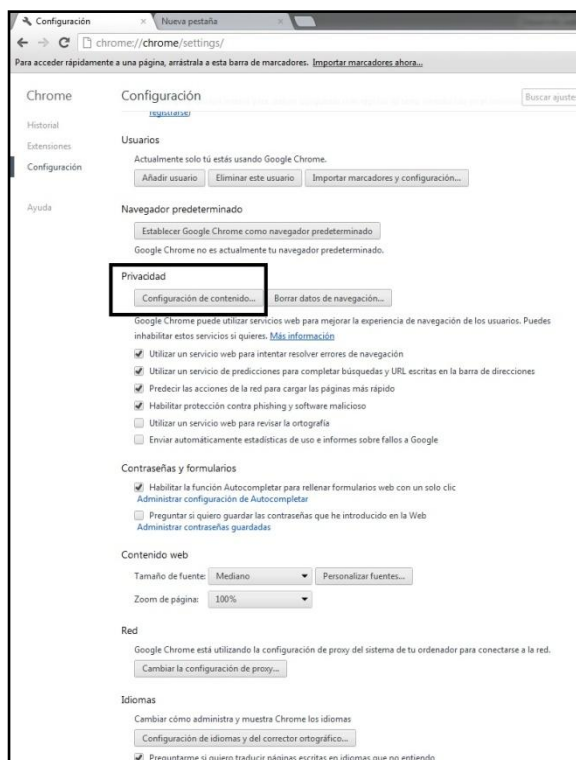 Configuración
Nueva pestaña
chrome://chrome/settings/
Para acceder rápidamente a una página, arrástrala a esta barra de marcadores. Importar marcadores ahora...
Chrome
Configuración
Buscar ajuste
registrarse)
Historial
Extensiones
Configuración
Ayuda
Usuarios
Actualmente solo tú estás usando Google Chrome.
Añadir usuario
Eliminar este usuario
Importar marcadores y configuración...
Navegador predeterminado
Establecer Google Chrome como navegador predeterminado
Google Chrome no es actualmente tu navegador predeterminado.
Privacidad
Configuración de contenido...
Borrar datos de navegación...
Google Chrome puede utilizar servicios web para mejorar la experiencia de navegación de los usuarios. Puedes
inhabilitar estos servicios si quieres. Más información
Utilizar un servicio web para intentar resolver errores de navegación
Utilizar un servicio de predicciones para completar búsquedas y URL escritas en la barra de direcciones
Predecir las acciones de la red para cargar las páginas más rápido
Habilitar protección contra phishing y software malicioso
Utilizar un servicio web para revisar la ortografía
Enviar automáticamente estadísticas de uso e informes sobre fallos a Google
Contraseñas y formularios
Habilitar la función Autocompletar para rellenar formularios web con un solo clic
Administrar configuración de Autocompletar
Preguntar si quiero guardar las contraseñas que he introducido en la Web
Administrar contraseñas guardadas
Contenido web
Tamaño de fuente: Mediano
Personalizar fuentes...
Zoom de página: 100%
Red
Google Chrome está utilizando la configuración de proxy del sistema de tu ordenador para conectarse a la red.
Cambiar la configuración de proxy...
Idiomas
Cambiar cómo administra y muestra Chrome los idiomas
Configuración de idiomas y del corrector ortográfico...
Preguntarme si quiero traducir páginas escritas en idiomas que no entiendo